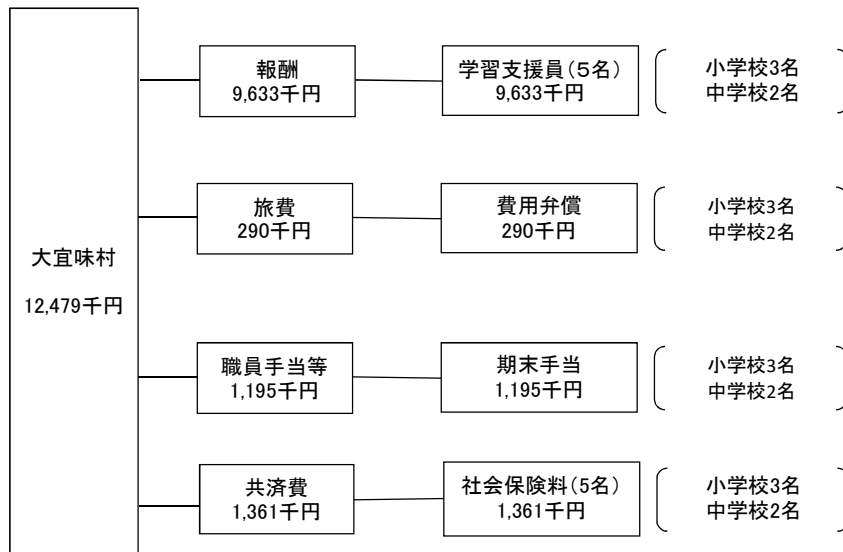 大宜味村
12,479千円
報酬
9,633千円
学習支援員(5名)
9,633千円
小学校3名
中学校2名
旅費
290千円
費用弁償
290千円
小学校3名
中学校2名
職員手当等
1,195千円
期末手当
1,195千円
小学校3名
中学校2名
共済費
1,361千円
社会保険料(5名)
1,361千円
小学校3名
中学校2名